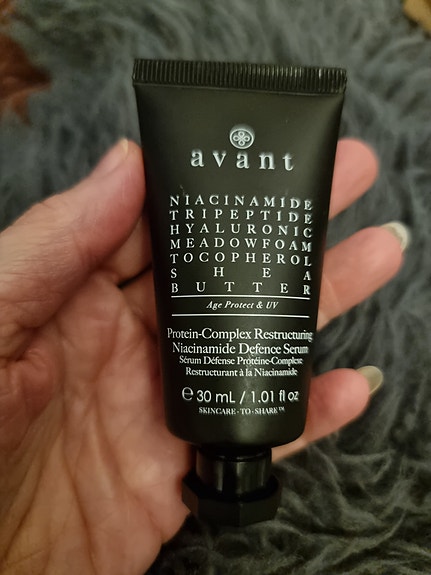 avant
NIACINAMIDE
TRIPEPTIDE
HYALURONIC
MEADOWFOAM
TOCOPHEROL
SHEA
BUTTER
Age Protect & UV
Protein-Complex Restructuring
Niacinamide Defence Serum
Sérum Défense Protéine-Complexe
Restructurant à la Niacinamide
℮ 30 mL / 1.01 fl oz
SKINCARE-TO-SHARE™